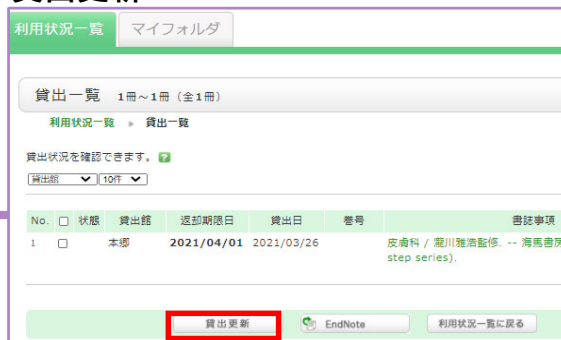 利用状況一覧 マイフォルダ
貸出一覧 1冊~1冊(全1冊)
利用状況一覧 » 貸出一覧
貸出状況を確認できます。 ?
貸出館 10件
No. 状態 貸出館 返却期限日 貸出日 巻号 書誌事項
1 本郷 2021/04/01 2021/03/26 皮膚科 / 瀧川雅浩監修. -- 海馬書房
step series).
貸出更新 EndNote 利用状況一覧に戻る